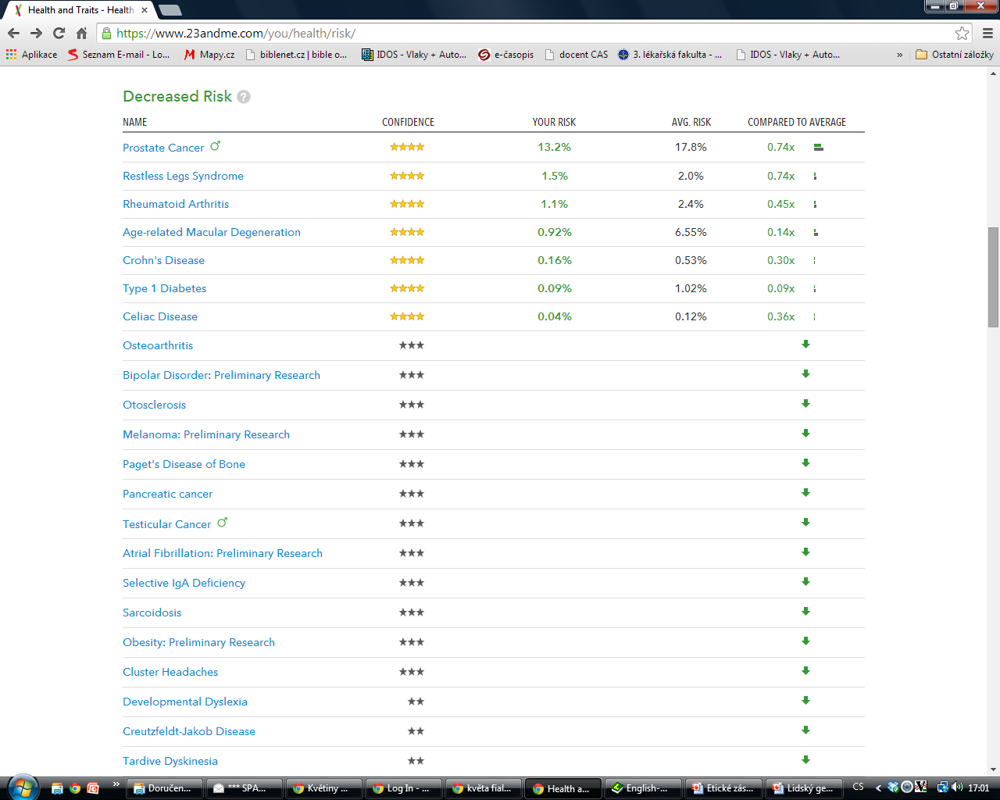 Health and Traits - Health
https://www.23andme.com/you/health/risk/
Aplikace Seznam E-mail - Lo... Mapy.cz biblenet.cz | bible o... IDOS - Vlaky + Auto... e-časopis docent CAS 3. lékařská fakulta - ... IDOS - Vlaky + Auto... » Ostatní záložky
Decreased Risk ?
NAME CONFIDENCE YOUR RISK AVG. RISK COMPARED TO AVERAGE
Prostate Cancer ♂ ★★★★ 13.2% 17.8% 0.74x
Restless Legs Syndrome ★★★★ 1.5% 2.0% 0.74x
Rheumatoid Arthritis ★★★★ 1.1% 2.4% 0.45x
Age-related Macular Degeneration ★★★★ 0.92% 6.55% 0.14x
Crohn's Disease ★★★★ 0.16% 0.53% 0.30x
Type 1 Diabetes ★★★★ 0.09% 1.02% 0.09x
Celiac Disease ★★★★ 0.04% 0.12% 0.36x
Osteoarthritis ★★★
Bipolar Disorder: Preliminary Research ★★★
Otosclerosis ★★★
Melanoma: Preliminary Research ★★★
Paget's Disease of Bone ★★★
Pancreatic cancer ★★★
Testicular Cancer ♂ ★★★
Atrial Fibrillation: Preliminary Research ★★★
Selective IgA Deficiency ★★★
Sarcoidosis ★★★
Obesity: Preliminary Research ★★★
Cluster Headaches ★★★
Developmental Dyslexia ★★
Creutzfeldt-Jakob Disease ★★
Tardive Dyskinesia ★★
» Doručen... *** SPA... Květiny ... Log In - ... květa fial... Health a... English-... Etické zás... Lidský ge... CS 17:01